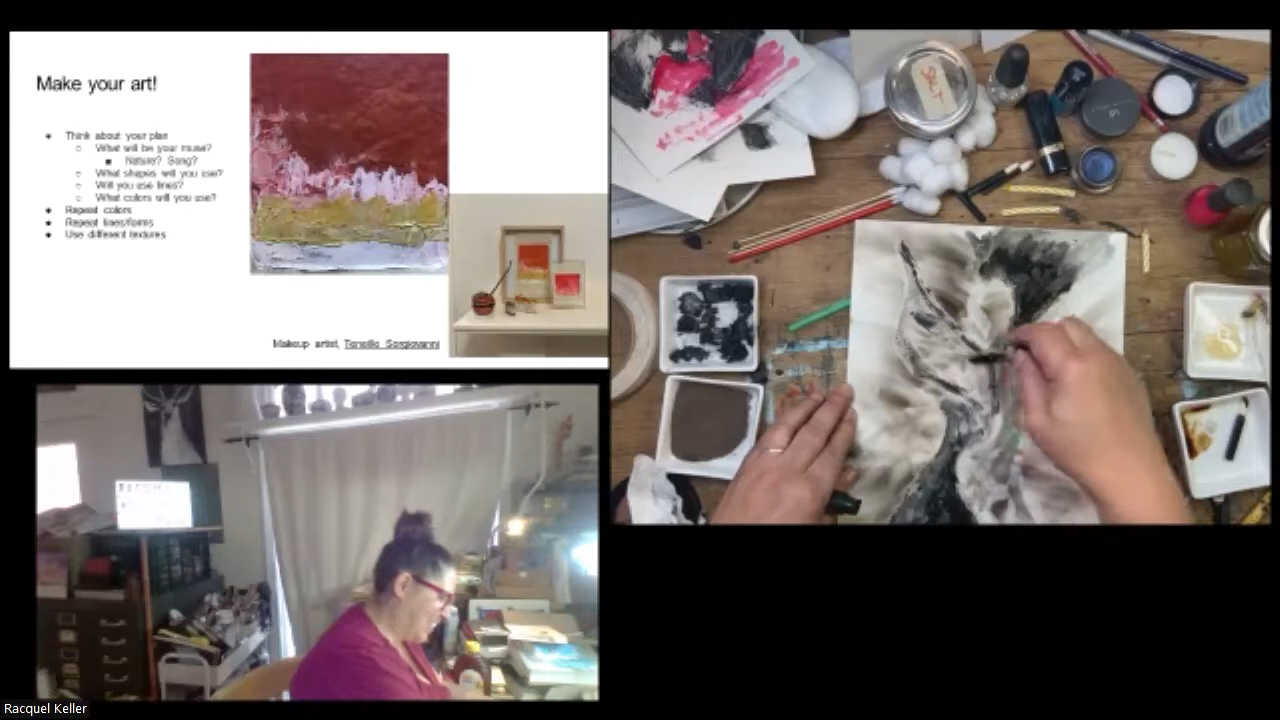 Make your art!
Think about your plan
What will be your muse?
Nature? Song?
What shapes will you use?
Will you use lines?
What colors will you use?
Repeat colors
Repeat lines/forms
Use different textures
Makeup artist,
SALT
Racquel Keller